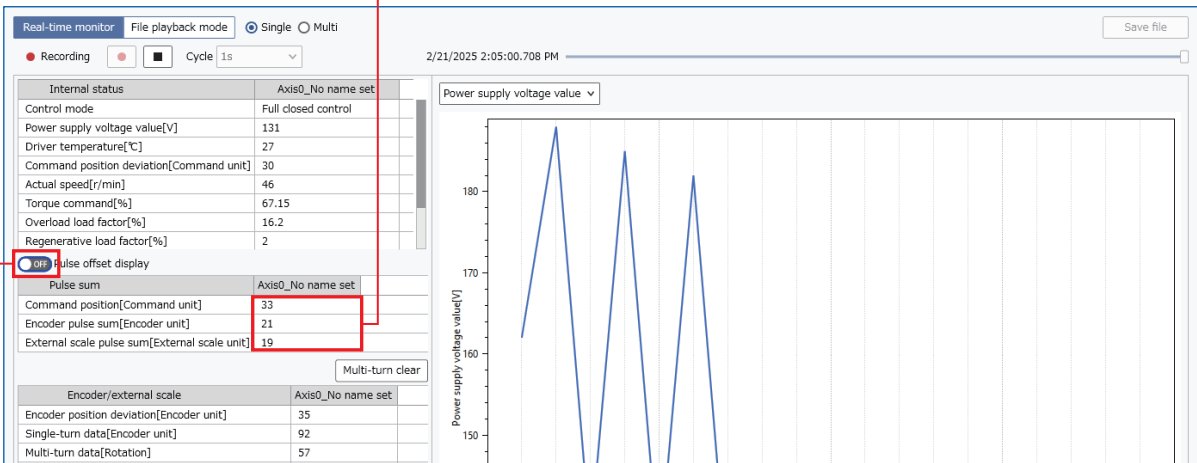 Real-time monitor File playback mode Single Multi Save file
Recording Cycle 1s 2/21/2025 2:05:00.708 PM
Internal status Axis0_No name set
Control mode Full closed control
Power supply voltage value[V] 131
Driver temperature[℃] 27
Command position deviation[Command unit] 30
Actual speed[r/min] 46
Torque command[%] 67.15
Overload load factor[%] 16.2
Regenerative load factor[%] 2
OFF Pulse offset display
Pulse sum Axis0_No name set
Command position[Command unit] 33
Encoder pulse sum[Encoder unit] 21
External scale pulse sum[External scale unit] 19
Multi-turn clear
Encoder/external scale Axis0_No name set
Encoder position deviation[Encoder unit] 35
Single-turn data[Encoder unit] 92
Multi-turn data[Rotation] 57
Power supply voltage value
Power supply voltage value[V]
180
170
160
150